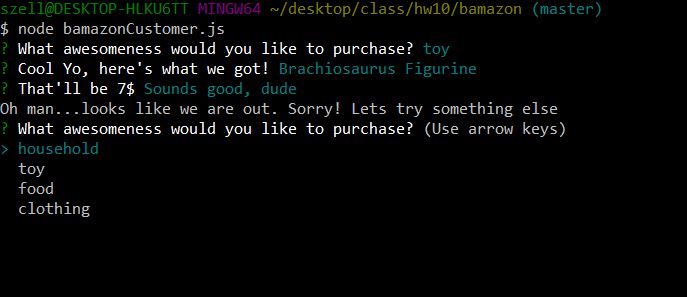 szell@DESKTOP-HLKU6TT MINGW64 ~/desktop/class/hw10/bamazon (master)
$ node bamazonCustomer.js
? What awesomeness would you like to purchase? toy
? Cool Yo, here's what we got! Brachiosaurus Figurine
? That'll be 7$ Sounds good, dude
Oh man...looks like we are out. Sorry! Lets try something else
? What awesomeness would you like to purchase? (Use arrow keys)
> household
  toy
  food
  clothing